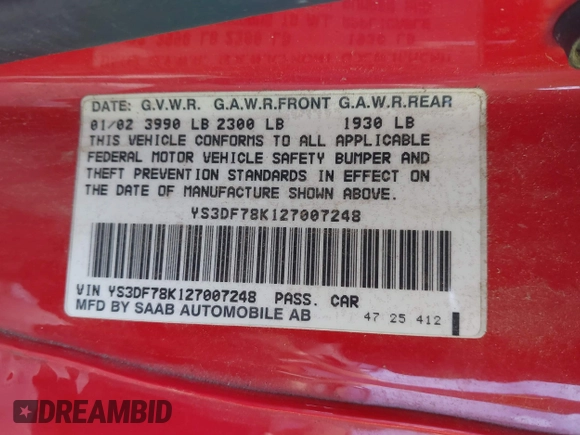 DATE: G.V.W.R. G.A.W.R.FRONT G.A.W.R.REAR
01/02 3990 LB 2300 LB 1930 LB
THIS VEHICLE CONFORMS TO ALL APPLICABLE
FEDERAL MOTOR VEHICLE SAFETY BUMPER AND
THEFT PREVENTION STANDARDS IN EFFECT ON
THE DATE OF MANUFACTURE SHOWN ABOVE.
YS3DF78K127007248
VIN YS3DF78K127007248 PASS. CAR
MFD BY SAAB AUTOMOBILE AB
47 25 412
DREAMBID